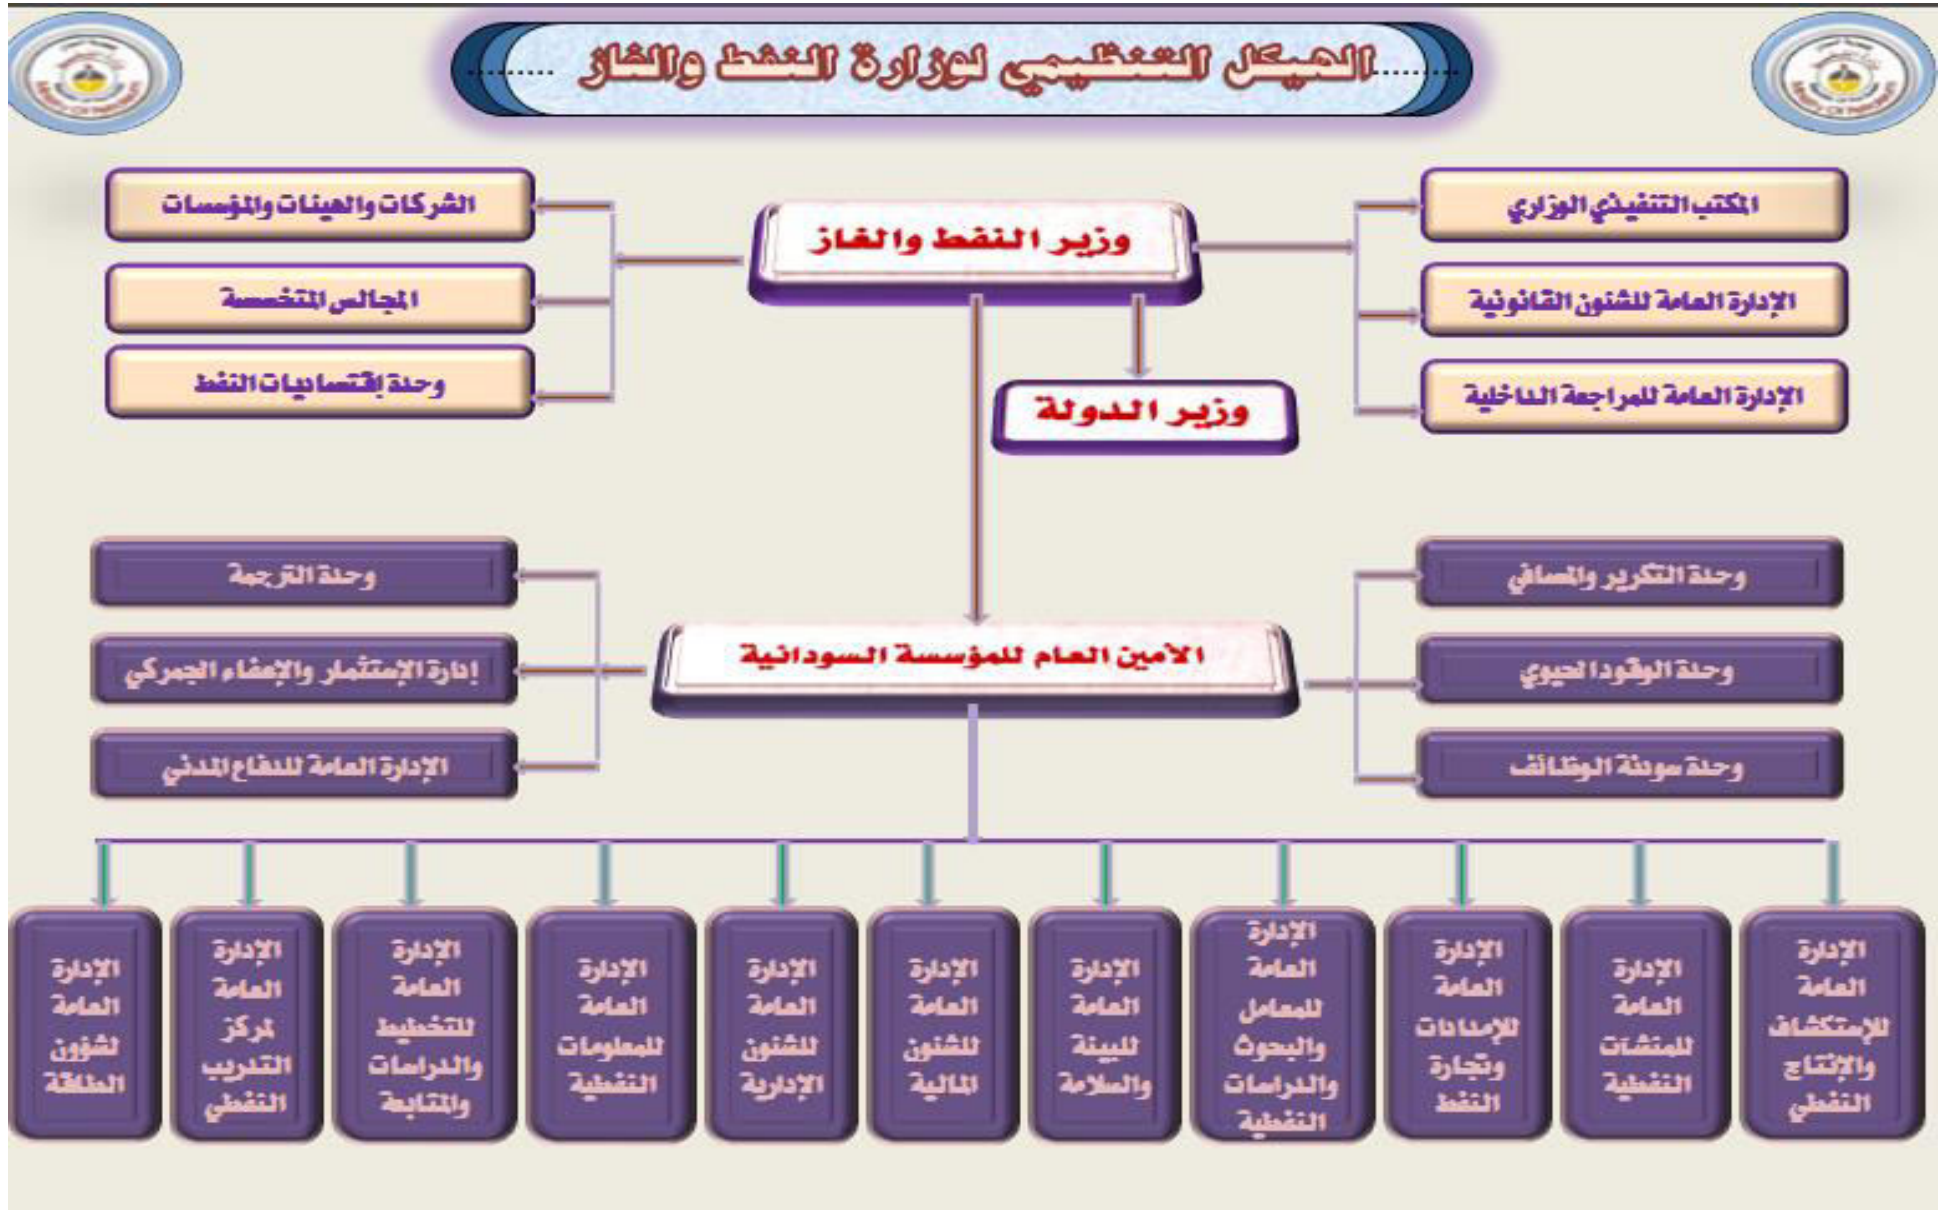 الهيكل التنظيمي لوزارة النفط والغاز
المكتب التنفيذي الوزاري
الإدارة العامة للشئون القانونية
الإدارة العامة للمراجعة الداخلية
وزير النفط والغاز
وزير الدولة
الشركات والهيئات والمؤسسات
المجالس المتخصصة
وحدة إقتصاديات النفط
وحدة التكرير والمصافي
وحدة الوقود الحيوي
وحدة سودنة الوظائف
الأمين العام للمؤسسة السودانية
وحدة الترجمة
إدارة الإستثمار والإعفاء الجمركي
الإدارة العامة للدفاع المدني
الإدارة
العامة
للإستكشاف
والإنتاج
النفطي
الإدارة
العامة
للمنشآت
النفطية
الإدارة
العامة
للإمدادات
وتجارة
النفط
الإدارة
العامة
للمعامل
والبحوث
والدراسات
النفطية
الإدارة
العامة
للبيئة
والسلامة
الإدارة
العامة
للشئون
المالية
الإدارة
العامة
للشئون
الإدارية
الإدارة
العامة
للمعلومات
النفطية
الإدارة
العامة
للتخطيط
والدراسات
والمتابعة
الإدارة
العامة
لمركز
التدريب
النفطي
الإدارة
العامة
لشؤون
الطاقة